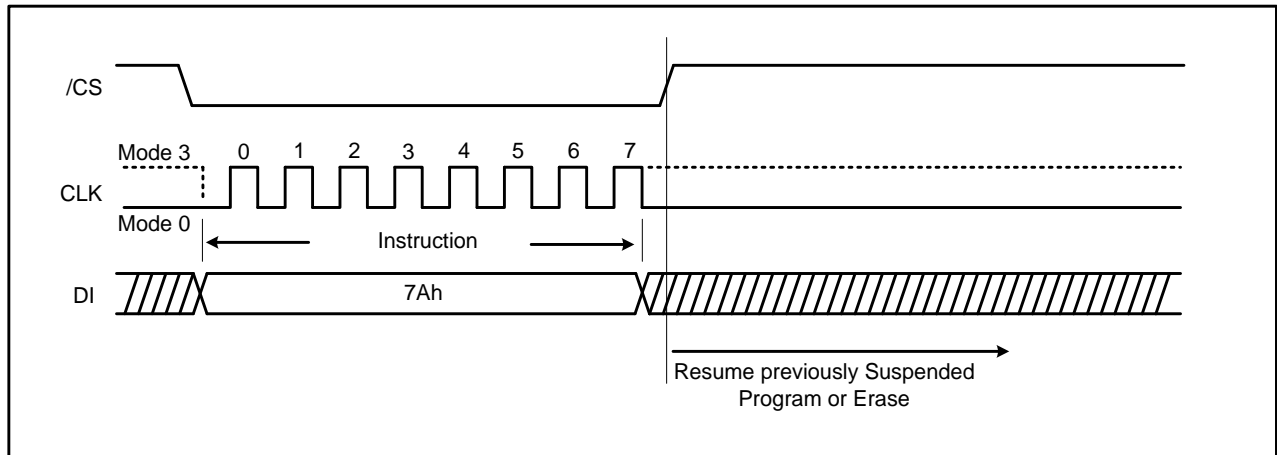 /CS
Mode 3
0 1 2 3 4 5 6 7
CLK
Mode 0
Instruction
DI
7Ah
Resume previously Suspended
Program or Erase